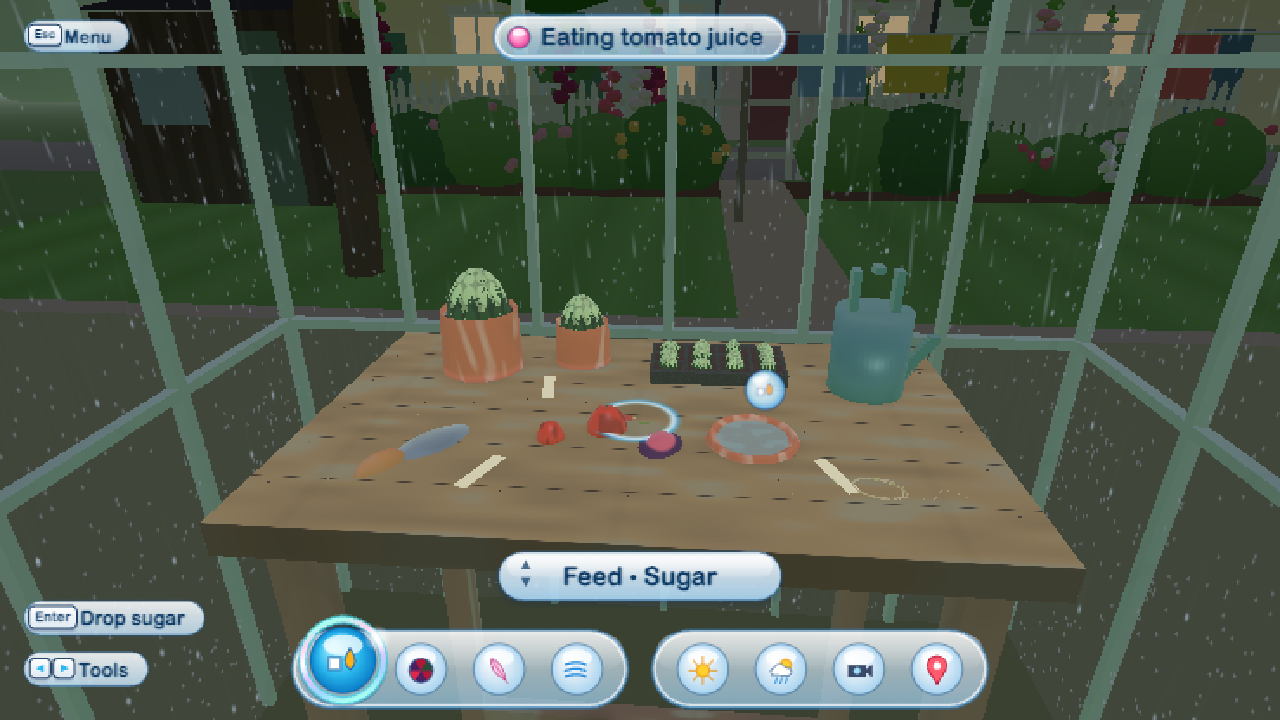 Esc Menu
Eating tomato juice
Feed • Sugar
Enter Drop sugar
Tools